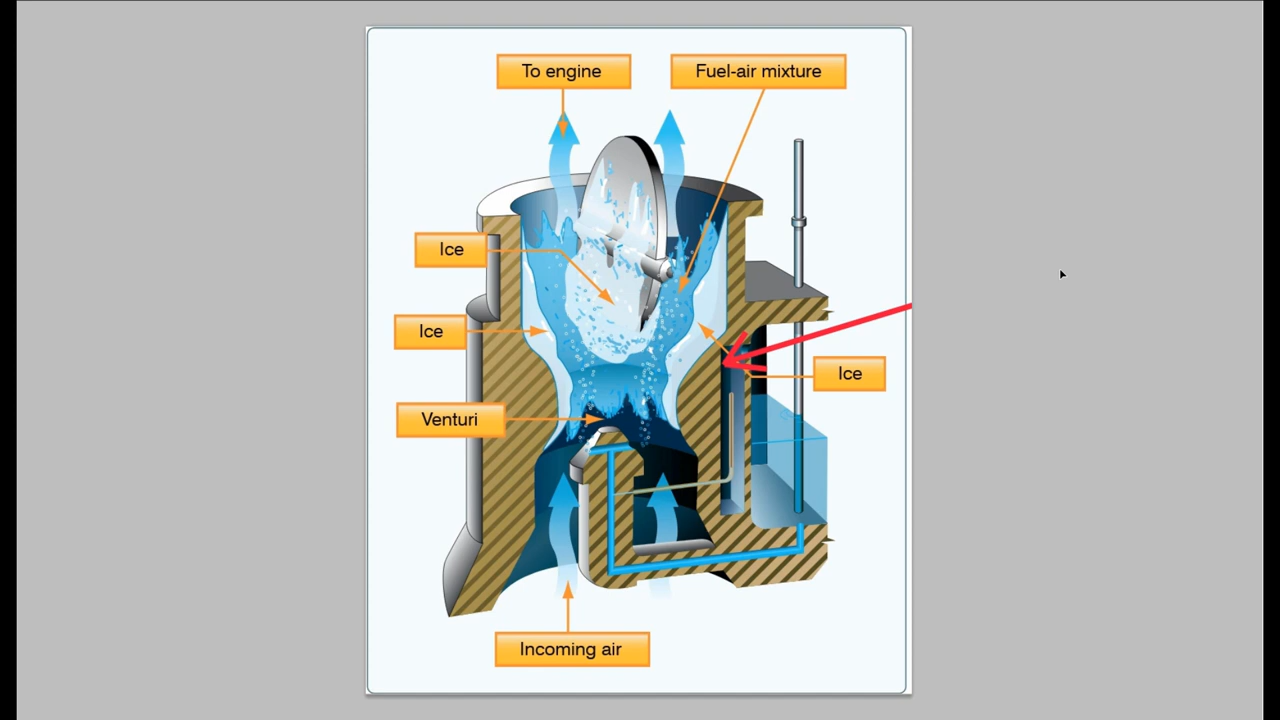 To engine
Fuel-air mixture
Ice
Ice
Ice
Venturi
Incoming air